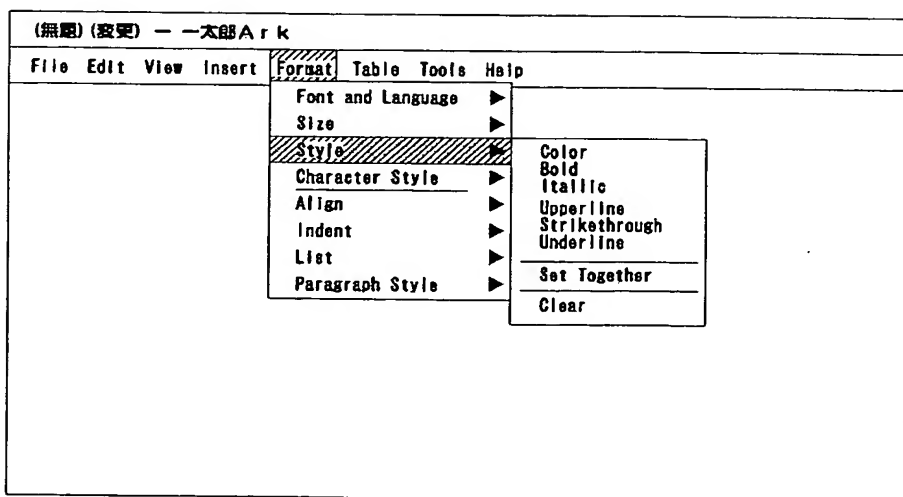 (無題) (変更) — 一太郎Ark
File Edit View Insert Format Table Tools Help
Font and Language ▶
Size ▶
Style ▶
Character Style ▶
Align ▶
Indent ▶
List ▶
Paragraph Style ▶
Color
Bold
Itallic
Upperline
Strikethrough
Underline
Set Together
Clear